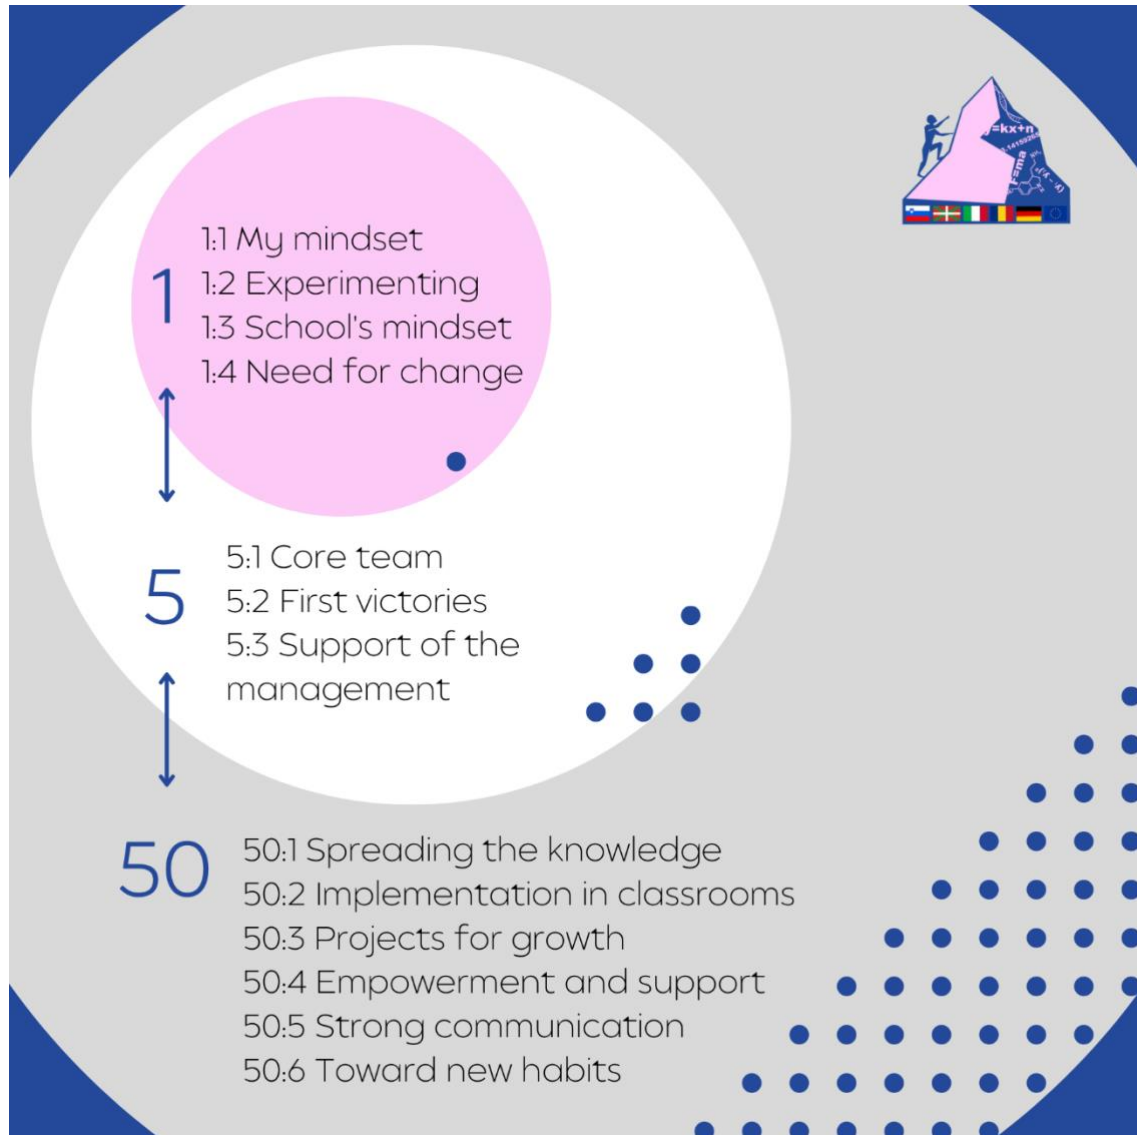 y=kx+n
F=ma
1
1:1 My mindset
1:2 Experimenting
1:3 School's mindset
1:4 Need for change
5
5:1 Core team
5:2 First victories
5:3 Support of the
management
50
50:1 Spreading the knowledge
50:2 Implementation in classrooms
50:3 Projects for growth
50:4 Empowerment and support
50:5 Strong communication
50:6 Toward new habits